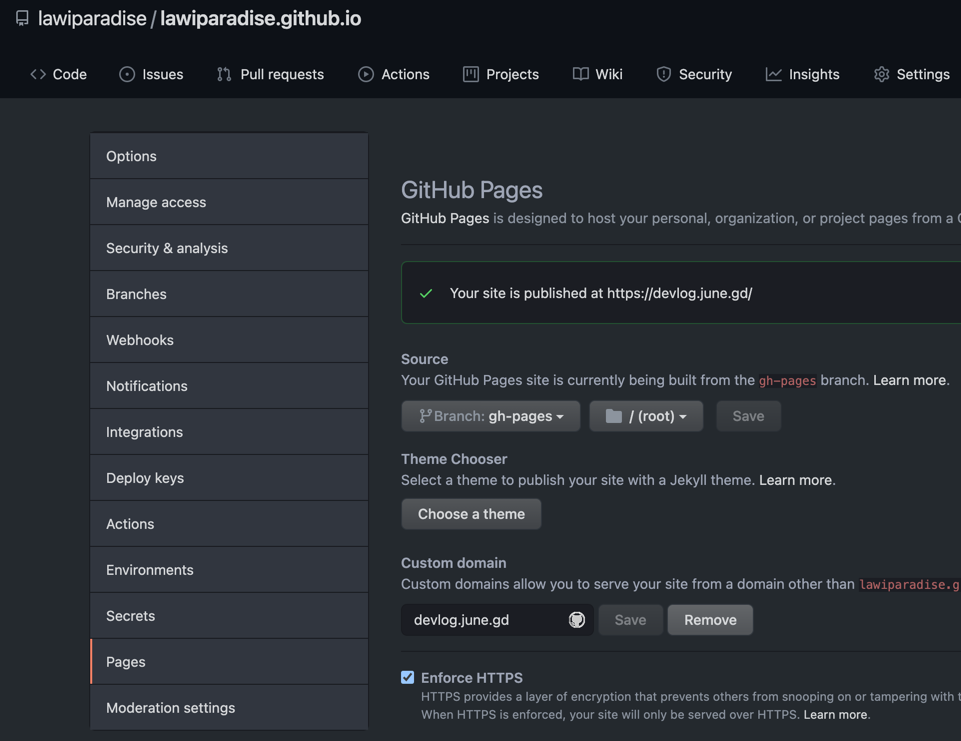 lawiparadise / lawiparadise.github.io
Code Issues Pull requests Actions Projects Wiki Security Insights Settings
Options
Manage access
Security & analysis
Branches
Webhooks
Notifications
Integrations
Deploy keys
Actions
Environments
Secrets
Pages
Moderation settings
GitHub Pages
GitHub Pages is designed to host your personal, organization, or project pages from a
Your site is published at https://devlog.june.gd/
Source
Your GitHub Pages site is currently being built from the gh-pages branch. Learn more.
Branch: gh-pages / (root) Save
Theme Chooser
Select a theme to publish your site with a Jekyll theme. Learn more.
Choose a theme
Custom domain
Custom domains allow you to serve your site from a domain other than lawiparadise.g
devlog.june.gd Save Remove
Enforce HTTPS
HTTPS provides a layer of encryption that prevents others from snooping on or tampering with
When HTTPS is enforced, your site will only be served over HTTPS. Learn more.